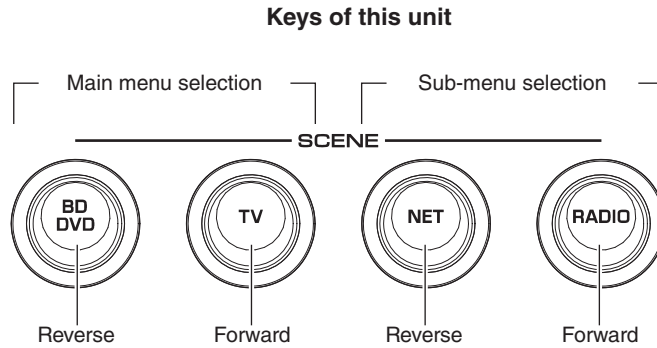 Keys of this unit
Main menu selection
Sub-menu selection
SCENE
BD
DVD
TV
NET
RADIO
Reverse
Forward
Reverse
Forward